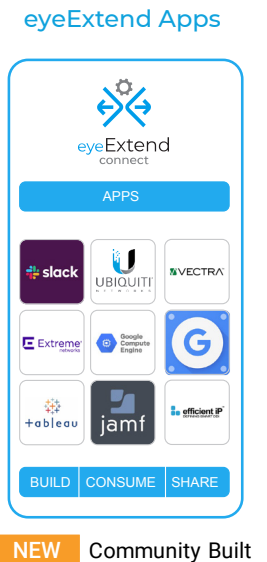 eyeExtend Apps
eyeExtend
connect
APPS
slack
UBIQUITI
NETWORKS
VECTRA
Extreme
networks
Google
Compute
Engine
G
+ableau
jamf
efficient iP
BUILD CONSUME SHARE
NEW Community Built